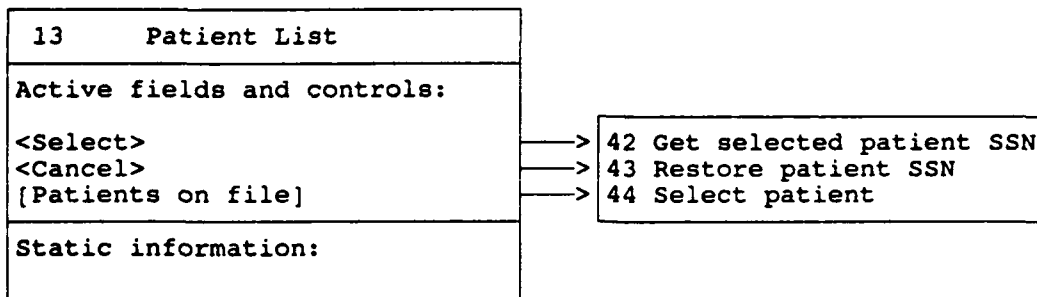 13 Patient List
Active fields and controls:
<Select>
<Cancel>
[Patients on file]
Static information:
42 Get selected patient SSN
43 Restore patient SSN
44 Select patient